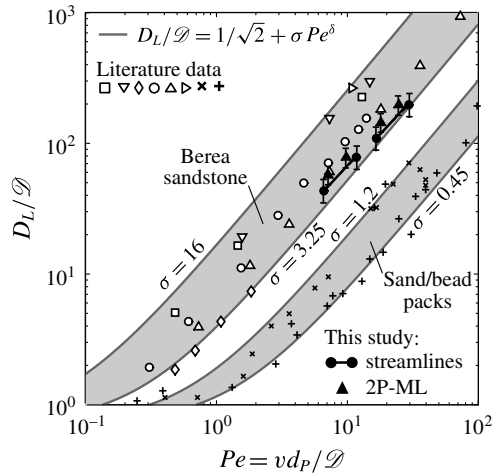 D_L/𝒟 = 1/√2 + σ Pe^δ
Literature data
Berea
sandstone
σ = 16
σ = 3.25
σ = 1.2
σ = 0.45
Sand/bead
packs
This study:
streamlines
2P-ML
D_L/𝒟
10^3
10^2
10^1
10^0
10^-1
10^0
10^1
10^2
Pe = vd_P/𝒟